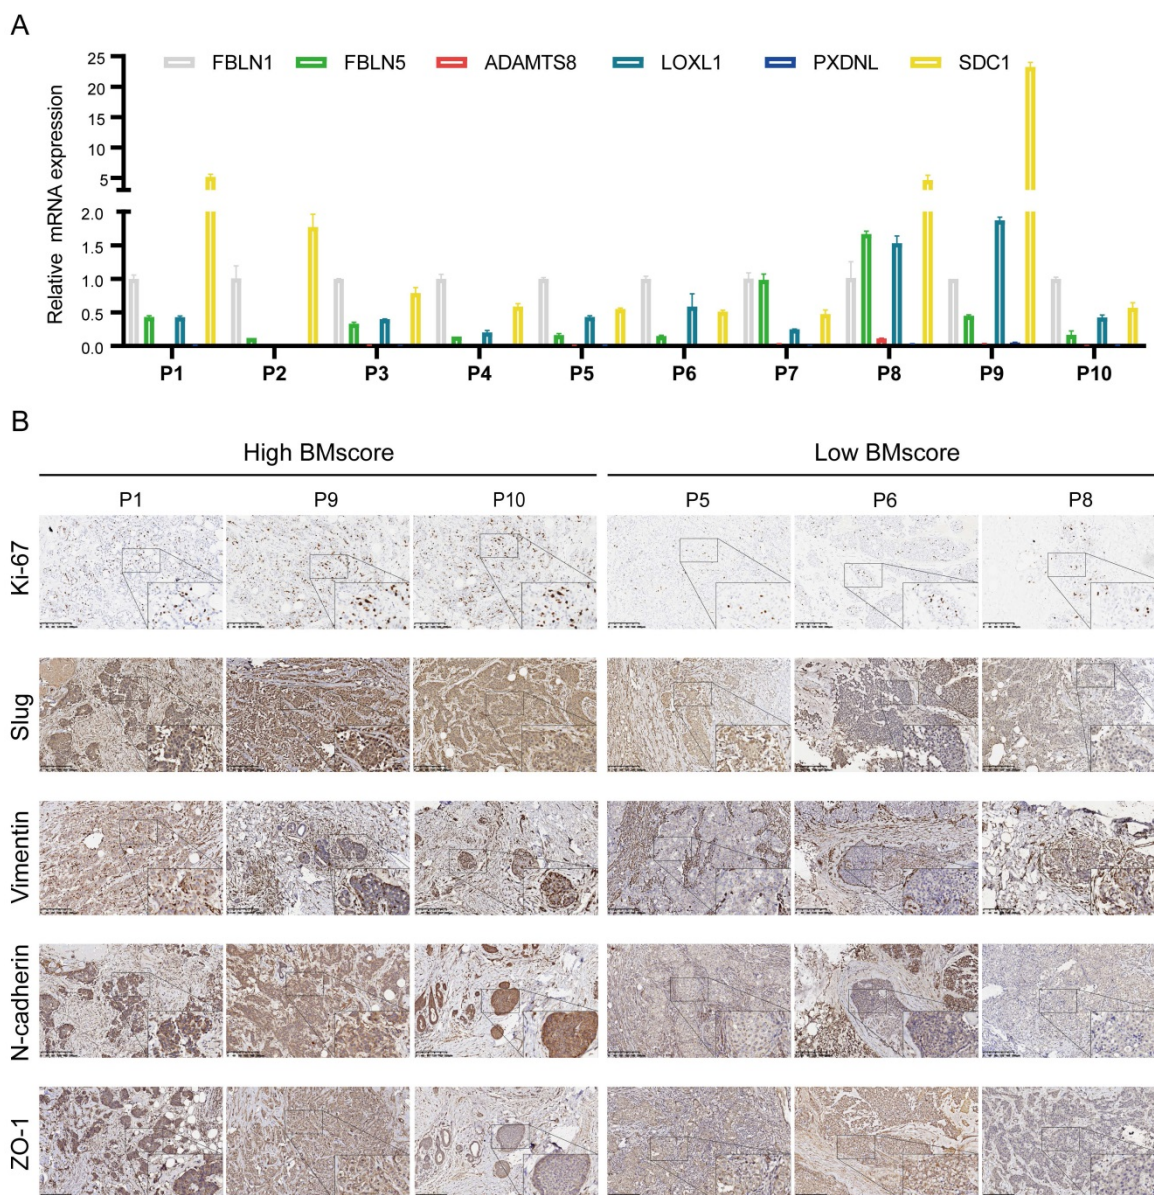 A
FBLN1 FBLN5 ADAMTS8 LOXL1 PXDNL SDC1
Relative mRNA expression
25
20
15
10
5
2.0
1.5
1.0
0.5
0.0
P1 P2 P3 P4 P5 P6 P7 P8 P9 P10
B
High BMscore Low BMscore
P1 P9 P10 P5 P6 P8
Ki-67
Slug
Vimentin
N-cadherin
ZO-1